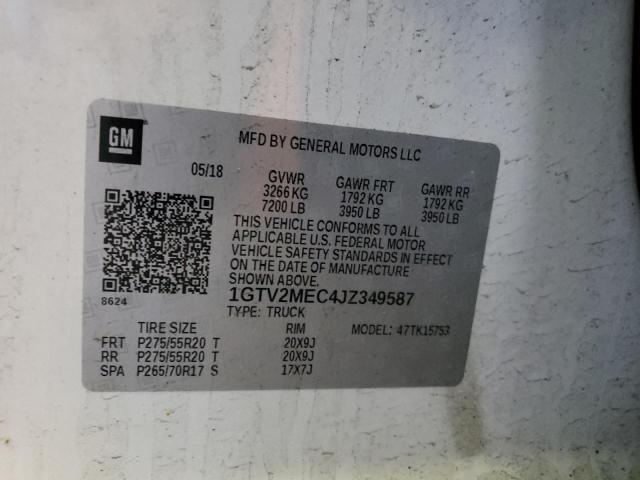 GM
MFD BY GENERAL MOTORS LLC
05/18 GVWR GAWR FRT GAWR RR
3266 KG 1792 KG 1792 KG
7200 LB 3950 LB 3950 LB
THIS VEHICLE CONFORMS TO ALL
APPLICABLE U.S. FEDERAL MOTOR
VEHICLE SAFETY STANDARDS IN EFFECT
ON THE DATE OF MANUFACTURE
SHOWN ABOVE.
8624
1GTV2MEC4JZ349587
TYPE: TRUCK
TIRE SIZE RIM MODEL: 47TK15753
FRT P275/55R20 T 20X9J
RR P275/55R20 T 20X9J
SPA P265/70R17 S 17X7J